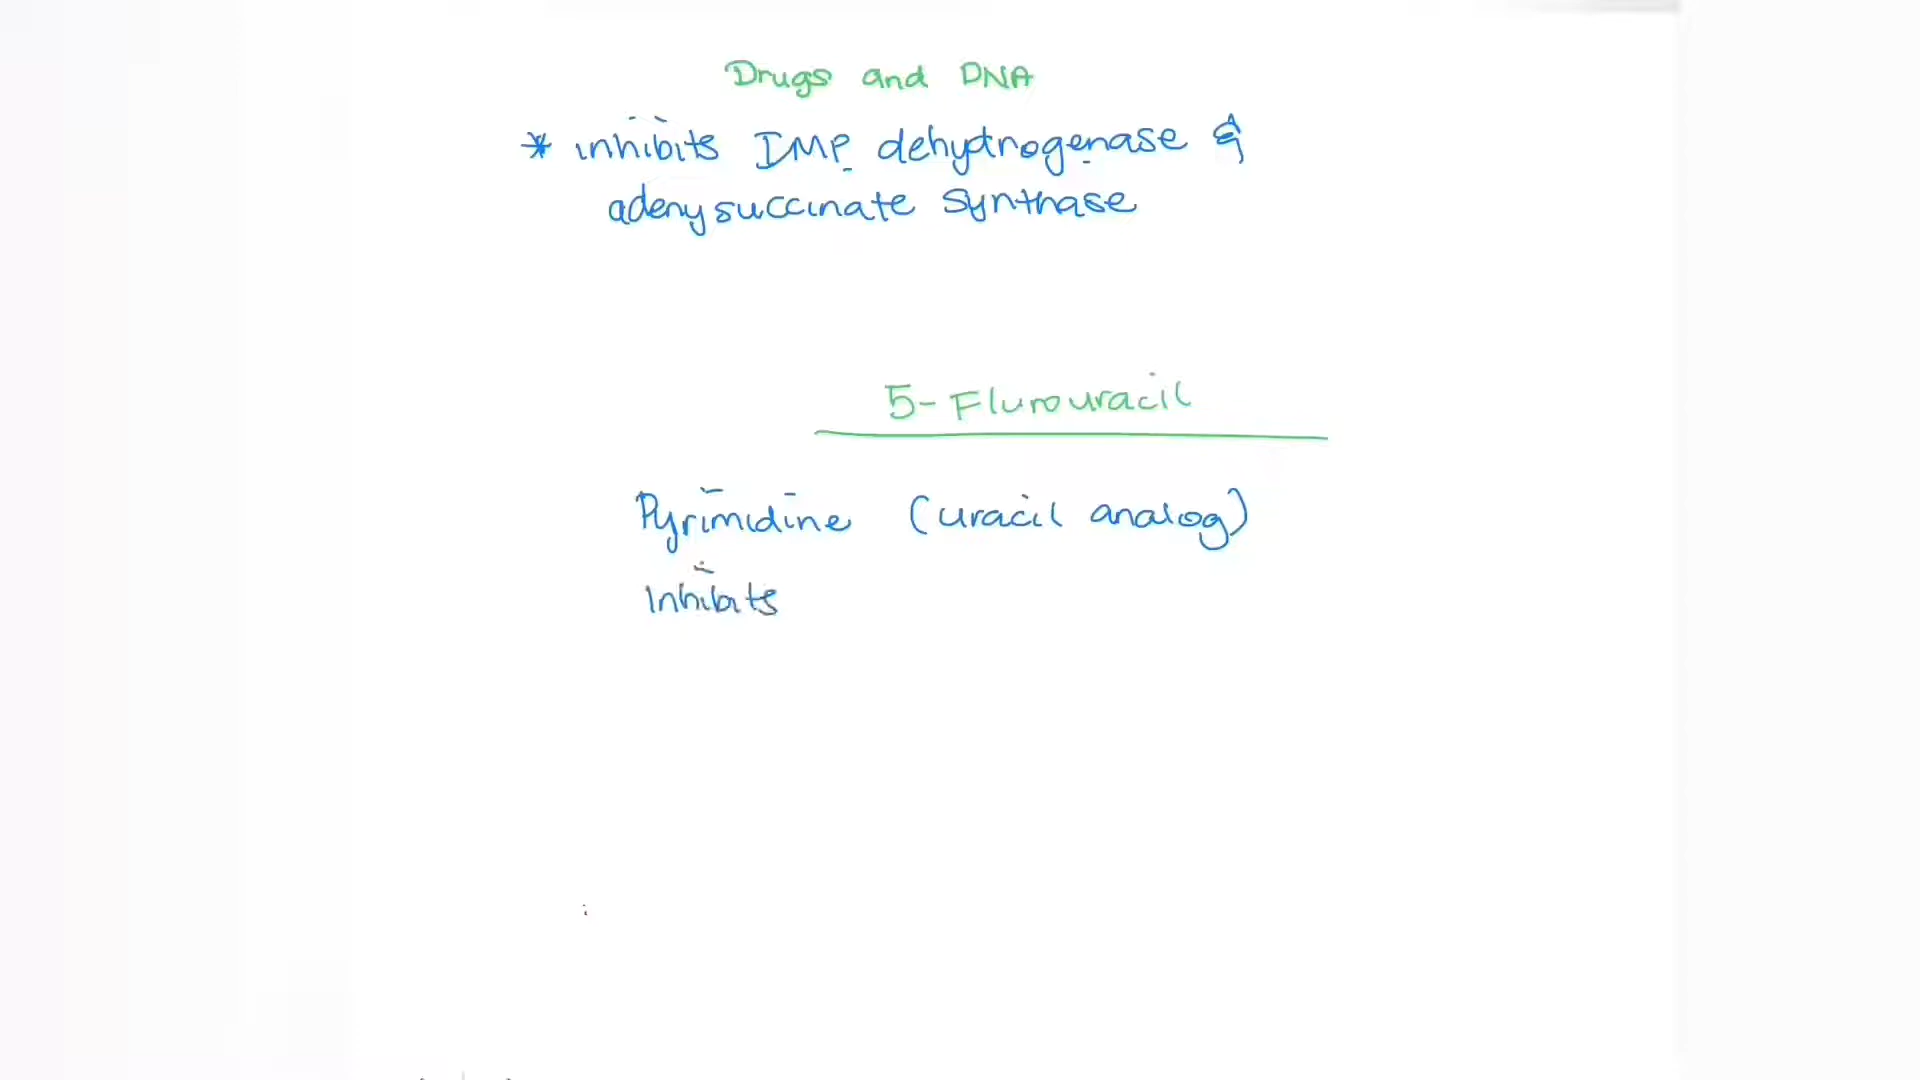 Drugs and DNA
* inhibits IMP dehydrogenase &
adenysuccinate synthase
5-Flurouracil
Pyrimidine (uracil analog)
Inhibits